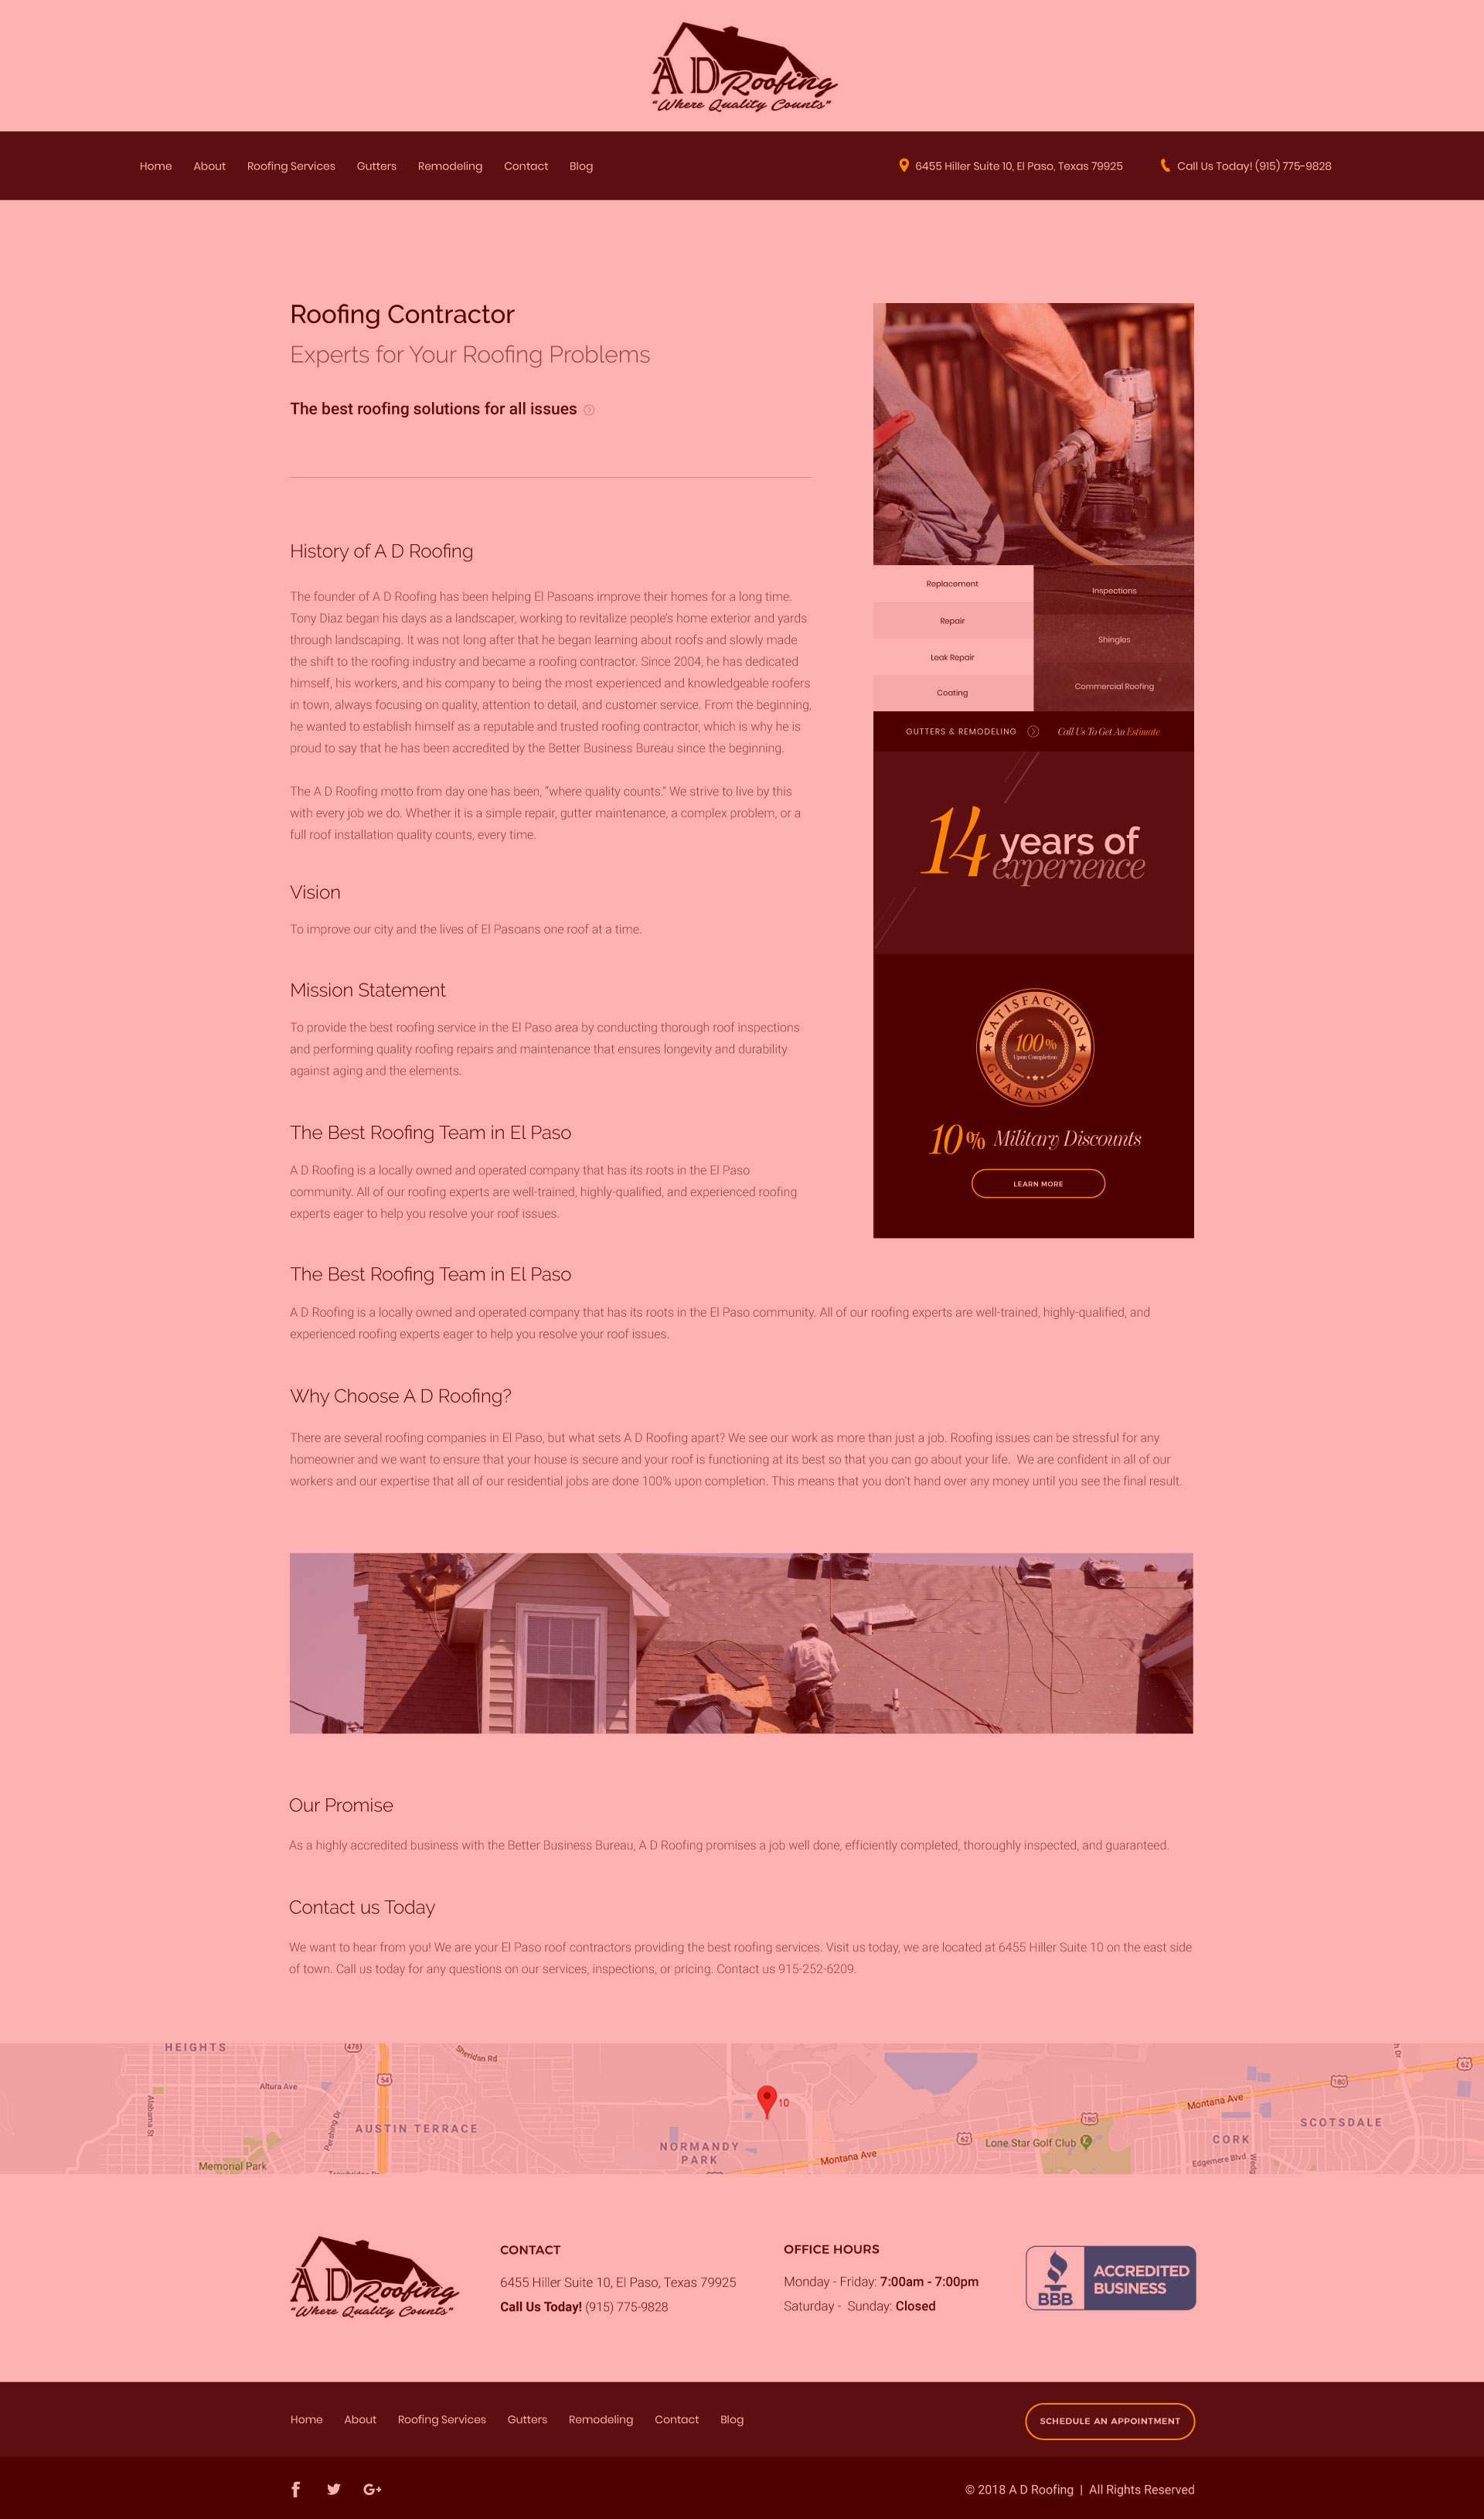 A D Roofing
"Where Quality Counts"
Home About Roofing Services Gutters Remodeling Contact Blog
6455 Hiller Suite 10, El Paso, Texas 79925
Call Us Today! (915) 775-9828
Roofing Contractor
Experts for Your Roofing Problems
The best roofing solutions for all issues
History of A D Roofing
The founder of A D Roofing has been helping El Pasoans improve their homes for a long time.
Tony Diaz began his days as a landscaper, working to revitalize people's home exterior and yards
through landscaping. It was not long after that he began learning about roofs and slowly made
the shift to the roofing industry and became a roofing contractor. Since 2004, he has dedicated
himself, his workers, and his company to being the most experienced and knowledgeable roofers
in town, always focusing on quality, attention to detail, and customer service. From the beginning,
he wanted to establish himself as a reputable and trusted roofing contractor, which is why he is
proud to say that he has been accredited by the Better Business Bureau since the beginning.
The A D Roofing motto from day one has been, “where quality counts.” We strive to live by this
with every job we do. Whether it is a simple repair, gutter maintenance, a complex problem, or a
full roof installation quality counts, every time.
Vision
To improve our city and the lives of El Pasoans one roof at a time.
Mission Statement
To provide the best roofing service in the El Paso area by conducting thorough roof inspections
and performing quality roofing repairs and maintenance that ensures longevity and durability
against aging and the elements.
The Best Roofing Team in El Paso
A D Roofing is a locally owned and operated company that has its roots in the El Paso
community. All of our roofing experts are well-trained, highly-qualified, and experienced roofing
experts eager to help you resolve your roof issues.
Replacement
Repair
Leak Repair
Coating
Inspections
Shingles
Commercial Roofing
GUTTERS & REMODELING
Call Us To Get An Estimate
14 years of
experience
SATISFACTION
100%
Upon Completion
GUARANTEED
10% Military Discounts
LEARN MORE
The Best Roofing Team in El Paso
A D Roofing is a locally owned and operated company that has its roots in the El Paso community. All of our roofing experts are well-trained, highly-qualified, and
experienced roofing experts eager to help you resolve your roof issues.
Why Choose A D Roofing?
There are several roofing companies in El Paso, but what sets A D Roofing apart? We see our work as more than just a job. Roofing issues can be stressful for any
homeowner and we want to ensure that your house is secure and your roof is functioning at its best so that you can go about your life. We are confident in all of our
workers and our expertise that all of our residential jobs are done 100% upon completion. This means that you don't hand over any money until you see the final result.
Our Promise
As a highly accredited business with the Better Business Bureau, A D Roofing promises a job well done, efficiently completed, thoroughly inspected, and guaranteed.
Contact us Today
We want to hear from you! We are your El Paso roof contractors providing the best roofing services. Visit us today, we are located at 6455 Hiller Suite 10 on the east side
of town. Call us today for any questions on our services, inspections, or pricing. Contact us 915-252-6209.
HEIGHTS
478
Sheridan Rd
54
Altura Ave
Alabama St
Pershing Dr
AUSTIN TERRACE
Memorial Park
10
NORMANDY
PARK
Montana Ave
62
180
Lone Star Golf Club
Montana Ave
180
62
CORK
Edgemere Blvd
SCOTSDALE
A D Roofing
"Where Quality Counts"
CONTACT
6455 Hiller Suite 10, El Paso, Texas 79925
Call Us Today! (915) 775-9828
OFFICE HOURS
Monday - Friday: 7:00am - 7:00pm
Saturday - Sunday: Closed
BBB
ACCREDITED
BUSINESS
Home About Roofing Services Gutters Remodeling Contact Blog
SCHEDULE AN APPOINTMENT
f G+
© 2018 A D Roofing | All Rights Reserved